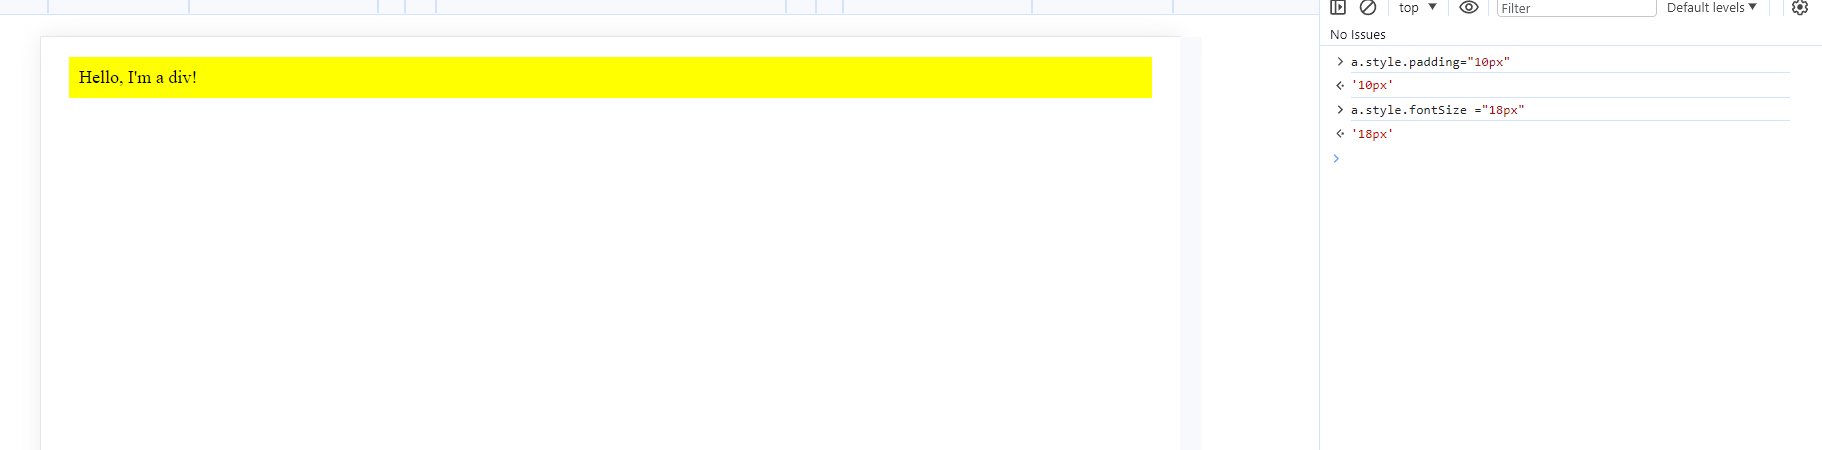 top ▼
Filter
Default levels ▼
No Issues
Hello, I'm a div!
> a.style.padding="10px"
'10px'
> a.style.fontSize ="18px"
'18px'
>